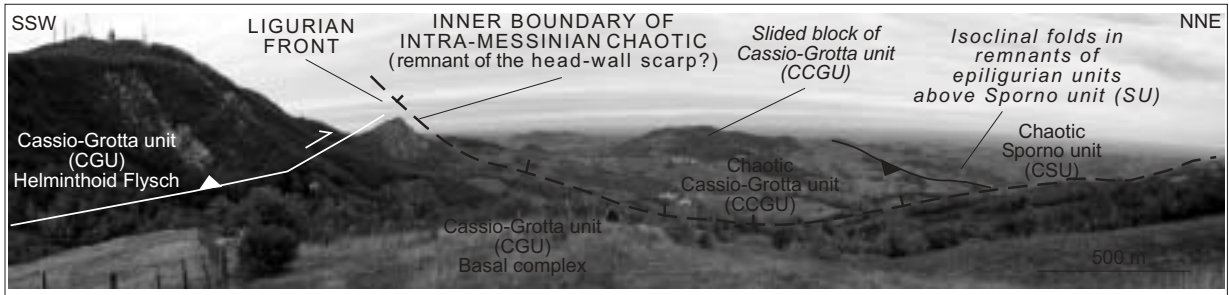 SSW
NNE
LIGURIAN
FRONT
INNER BOUNDARY OF
INTRA-MESSINIAN CHAOTIC
(remnant of the head-wall scarp?)
Slided block of
Cassio-Grotta unit
(CCGU)
Isoclinal folds in
remnants of
epiligurian units
above Sporno unit (SU)
Cassio-Grotta unit
(CGU)
Helminthoid Flysch
Chaotic
Sporno unit
(CSU)
Chaotic
Cassio-Grotta unit
(CCGU)
Cassio-Grotta unit
(CGU)
Basal complex
500 m